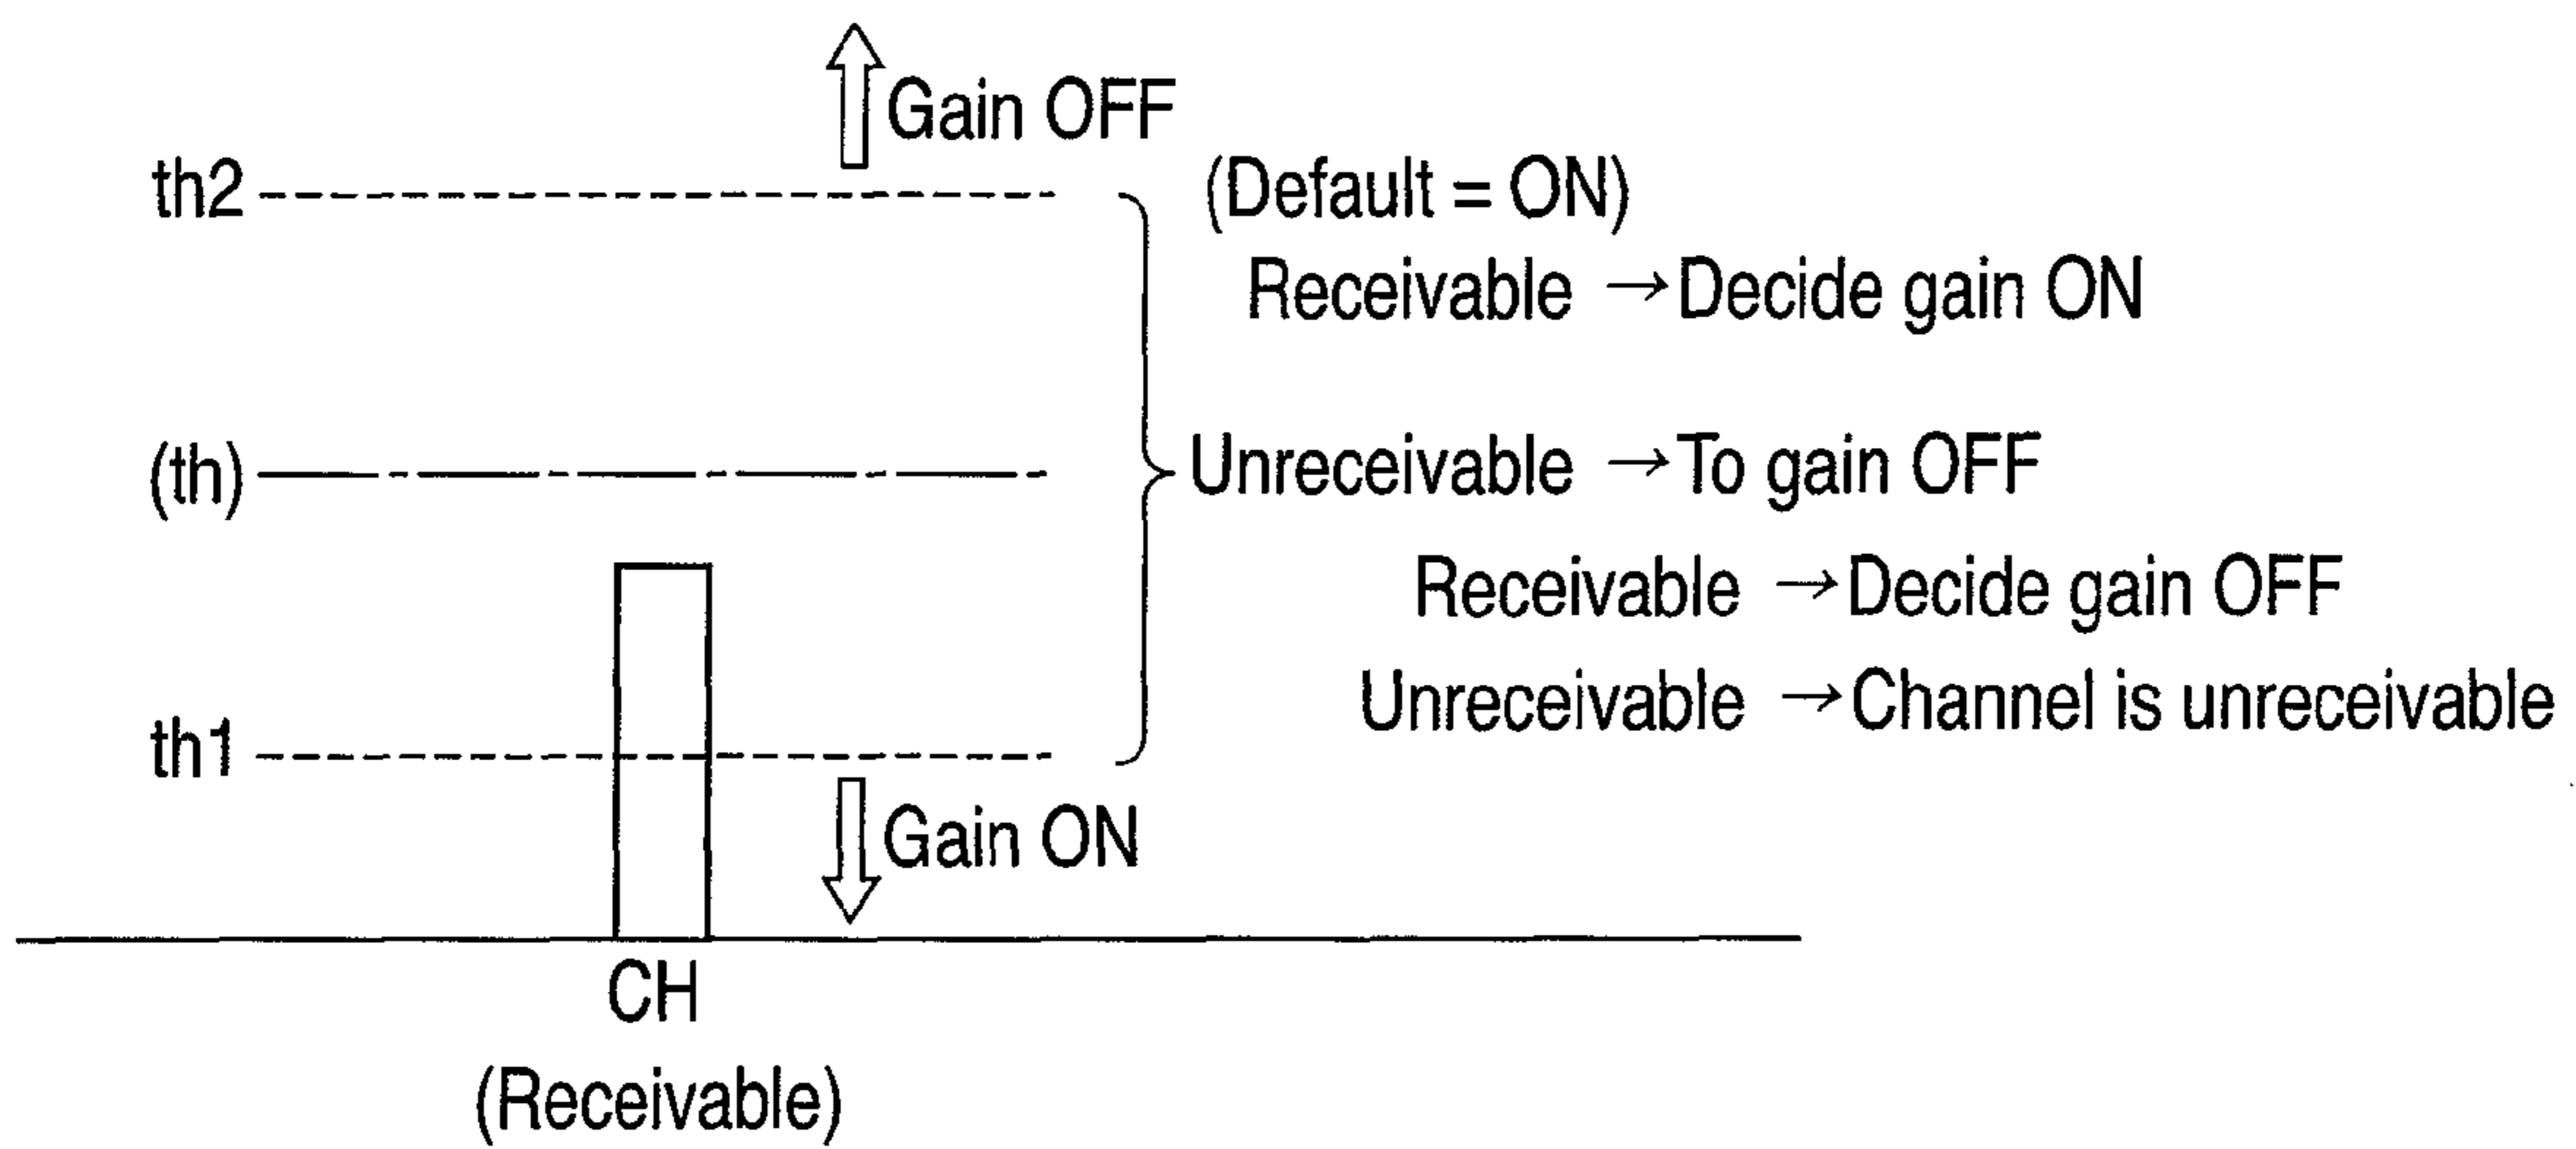 Gain OFF
th2
(Default = ON)
Receivable →Decide gain ON
(th)
Unreceivable →To gain OFF
Receivable →Decide gain OFF
Unreceivable →Channel is unreceivable
th1
Gain ON
CH
(Receivable)